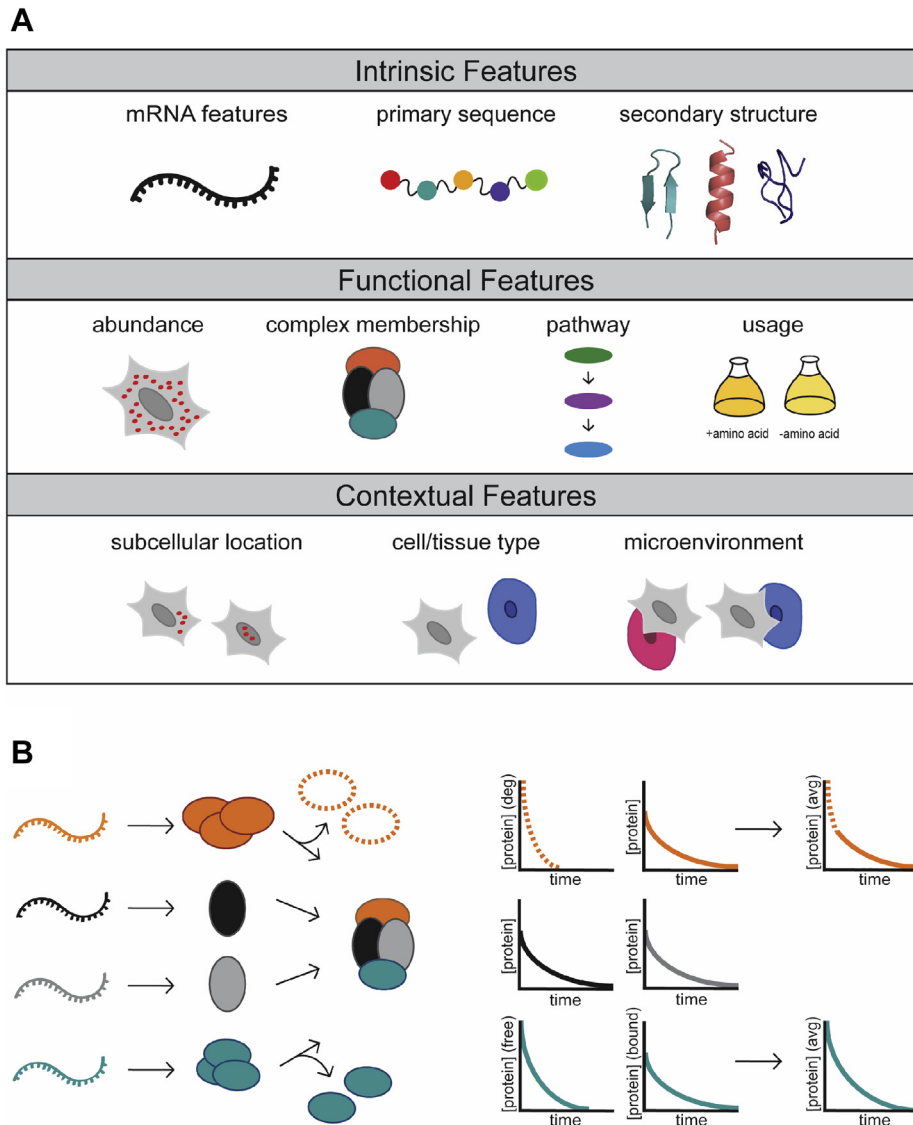 A
Intrinsic Features
mRNA features primary sequence secondary structure
Functional Features
abundance complex membership pathway usage
+amino acid -amino acid
Contextual Features
subcellular location cell/tissue type microenvironment
B
[protein] (deg) [protein] [protein] (avg)
time time time
[protein] [protein]
time time
[protein] (free) [protein] (bound) [protein] (avg)
time time time